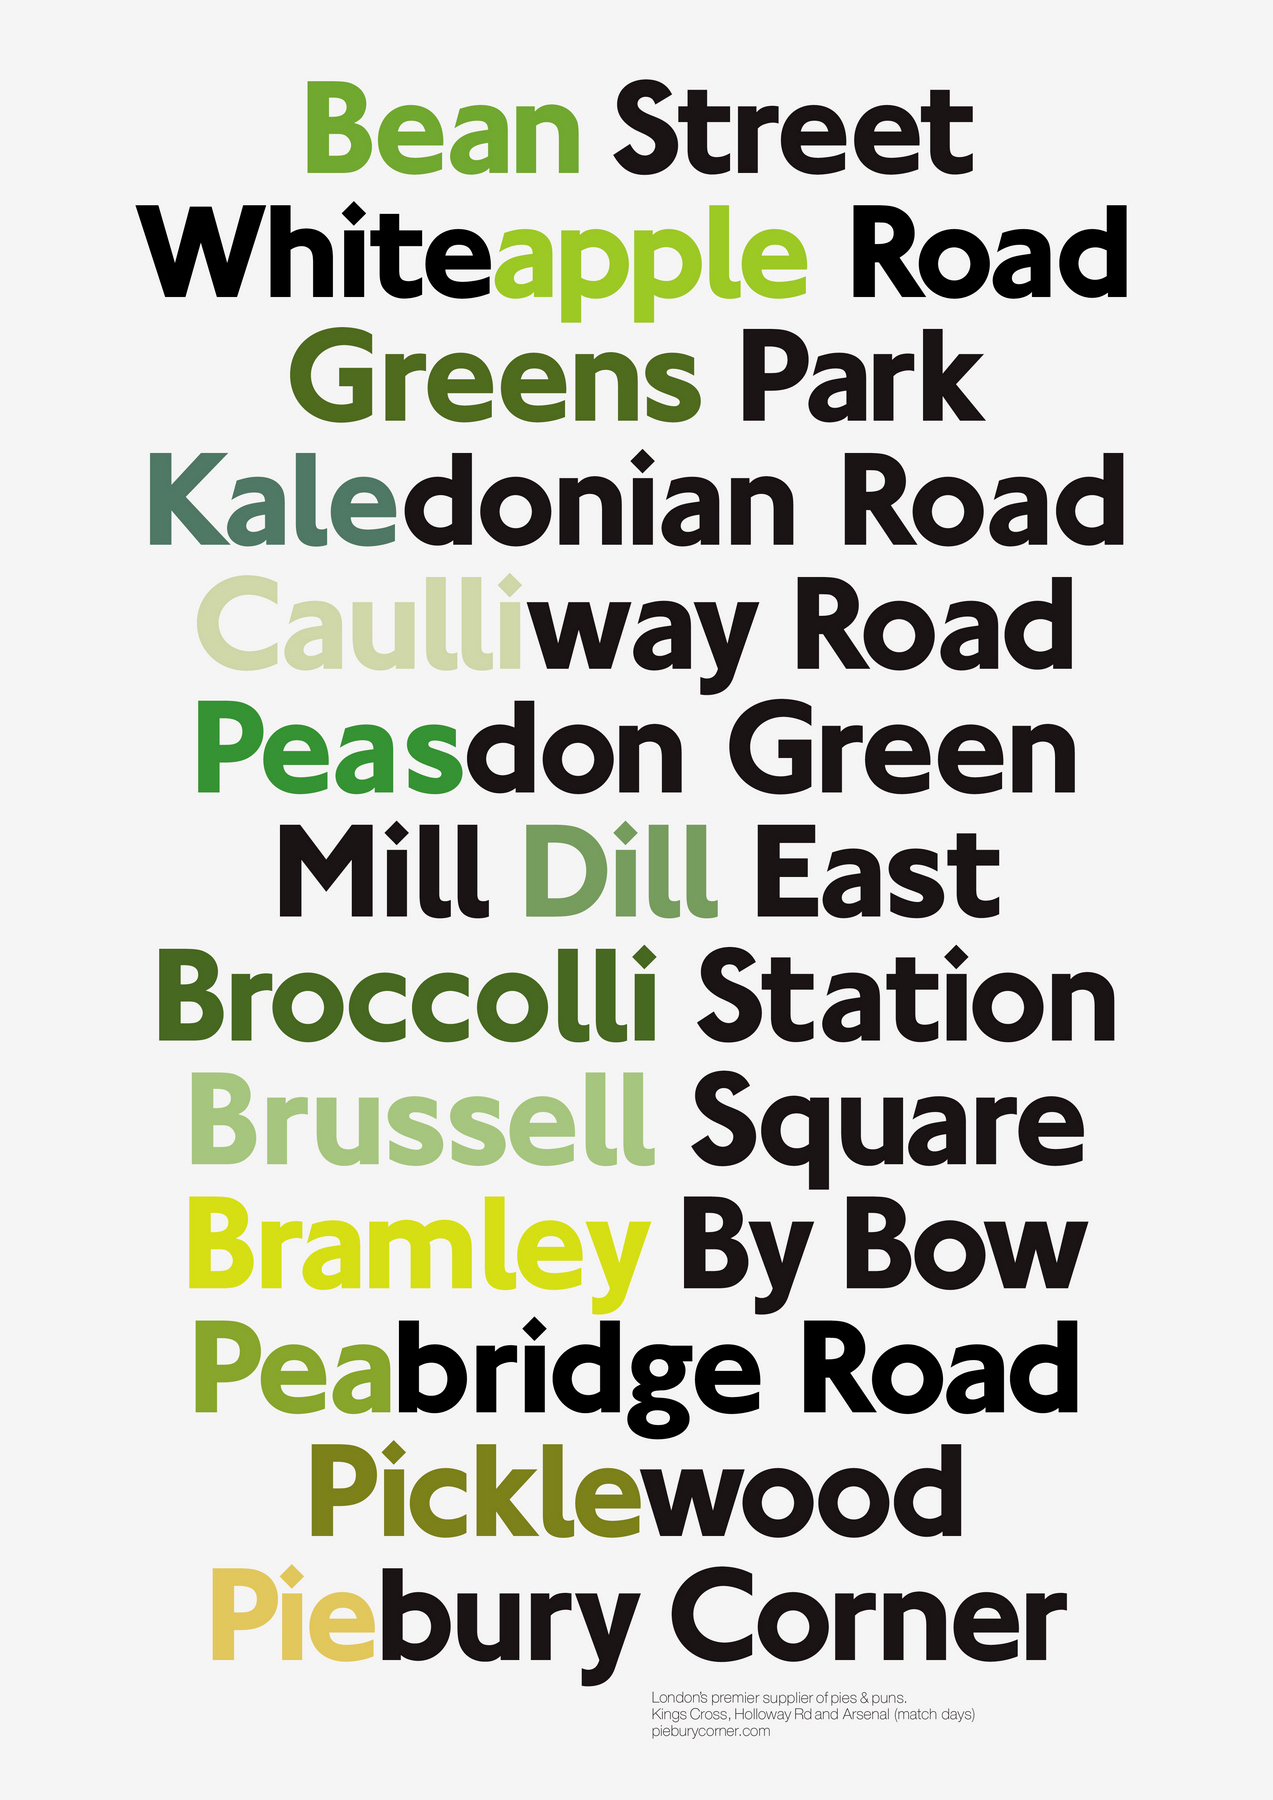 Bean Street
Whiteapple Road
Greens Park
Kaledonian Road
Caulliway Road
Peasdon Green
Mill Dill East
Broccolli Station
Brussell Square
Bramley By Bow
Peabridge Road
Picklewood
Piebury Corner
London's premier supplier of pies & puns.
Kings Cross, Holloway Rd and Arsenal (match days)
pieburycorner.com